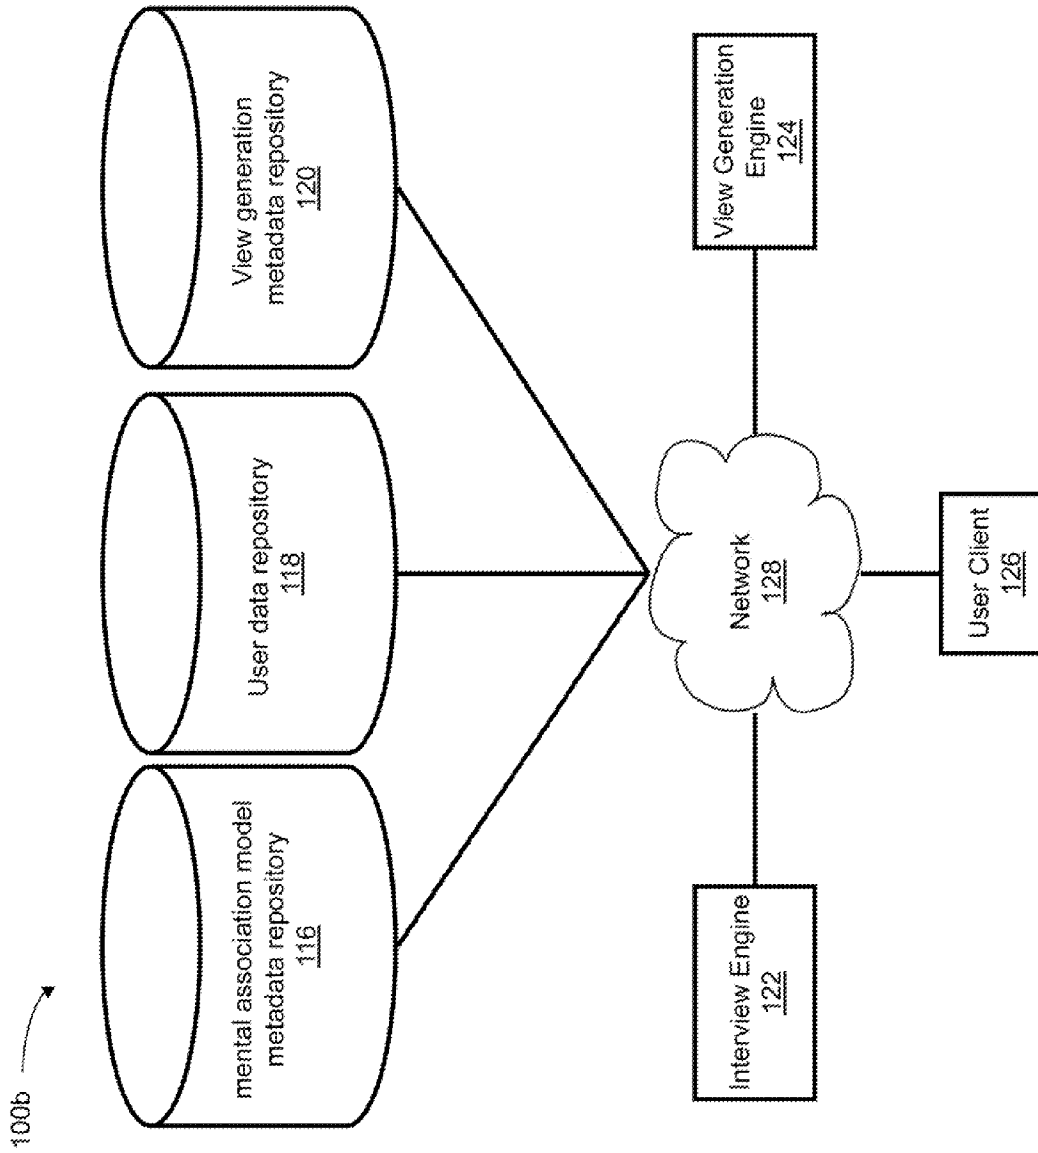 100b
mental association model
metadata repository
116
User data repository
118
View generation
metadata repository
120
Interview Engine
122
Network
128
View Generation
Engine
124
User Client
126